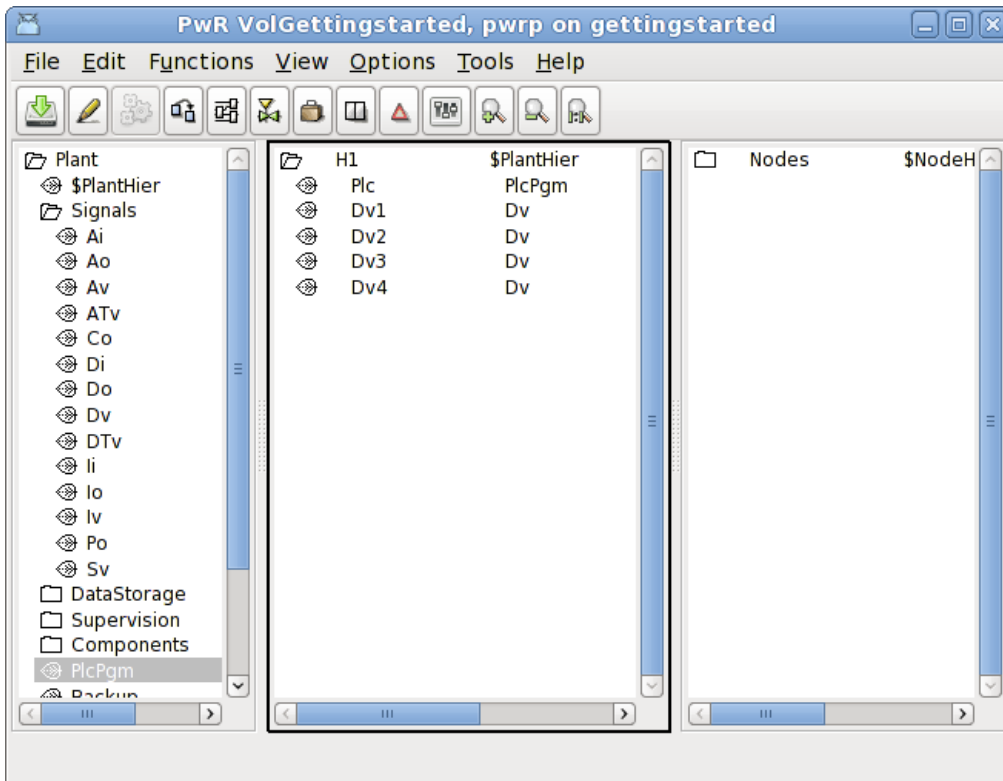 PwR VolGettingstarted, pwrp on gettingstarted
File Edit Functions View Options Tools Help
Plant
$PlantHier
Signals
Ai
Ao
Av
ATv
Co
Di
Do
Dv
DTv
Ii
Io
Iv
Po
Sv
DataStorage
Supervision
Components
PlcPgm
Backup
H1 $PlantHier
Plc PlcPgm
Dv1 Dv
Dv2 Dv
Dv3 Dv
Dv4 Dv
Nodes $NodeH